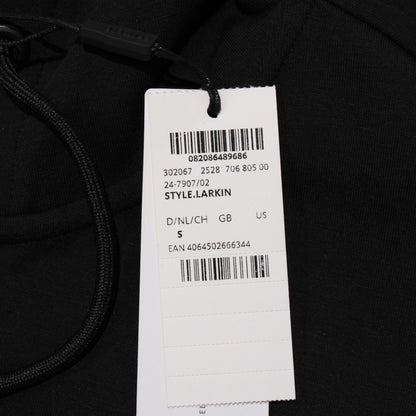 082086489686
302067 2528 706 805 00
24-7907/02
STYLE.LARKIN
D/NL/CH GB US
S
EAN 4064502666344